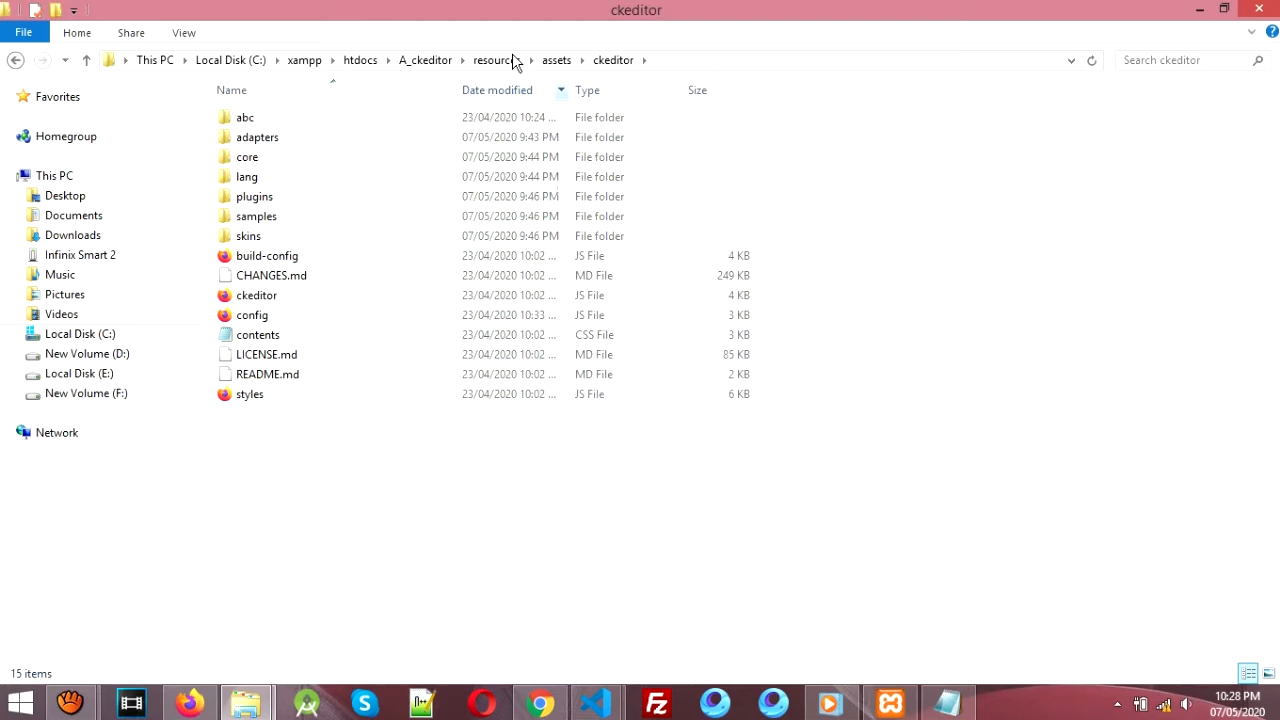 ckeditor
File Home Share View
This PC Local Disk (C:) xampp htdocs A_ckeditor assets ckeditor Search ckeditor
Name Date modified Type Size
Favorites
Homegroup
This PC
Desktop
Documents
Downloads
Infinix Smart 2
Music
Pictures
Videos
Local Disk (C:)
New Volume (D:)
Local Disk (E:)
New Volume (F:)
Network
abc 23/04/2020 10:24 ... File folder
adapters 07/05/2020 9:43 PM File folder
core 07/05/2020 9:44 PM File folder
lang 07/05/2020 9:44 PM File folder
plugins 07/05/2020 9:46 PM File folder
samples 07/05/2020 9:46 PM File folder
skins 07/05/2020 9:46 PM File folder
build-config 23/04/2020 10:02 ... JS File 4 KB
CHANGES.md 23/04/2020 10:02 ... MD File 249 KB
ckeditor 23/04/2020 10:02 ... JS File 4 KB
config 23/04/2020 10:33 ... JS File 3 KB
contents 23/04/2020 10:02 ... CSS File 3 KB
LICENSE.md 23/04/2020 10:02 ... MD File 85 KB
README.md 23/04/2020 10:02 ... MD File 2 KB
styles 23/04/2020 10:02 ... JS File 6 KB
15 items
10:28 PM
07/05/2020